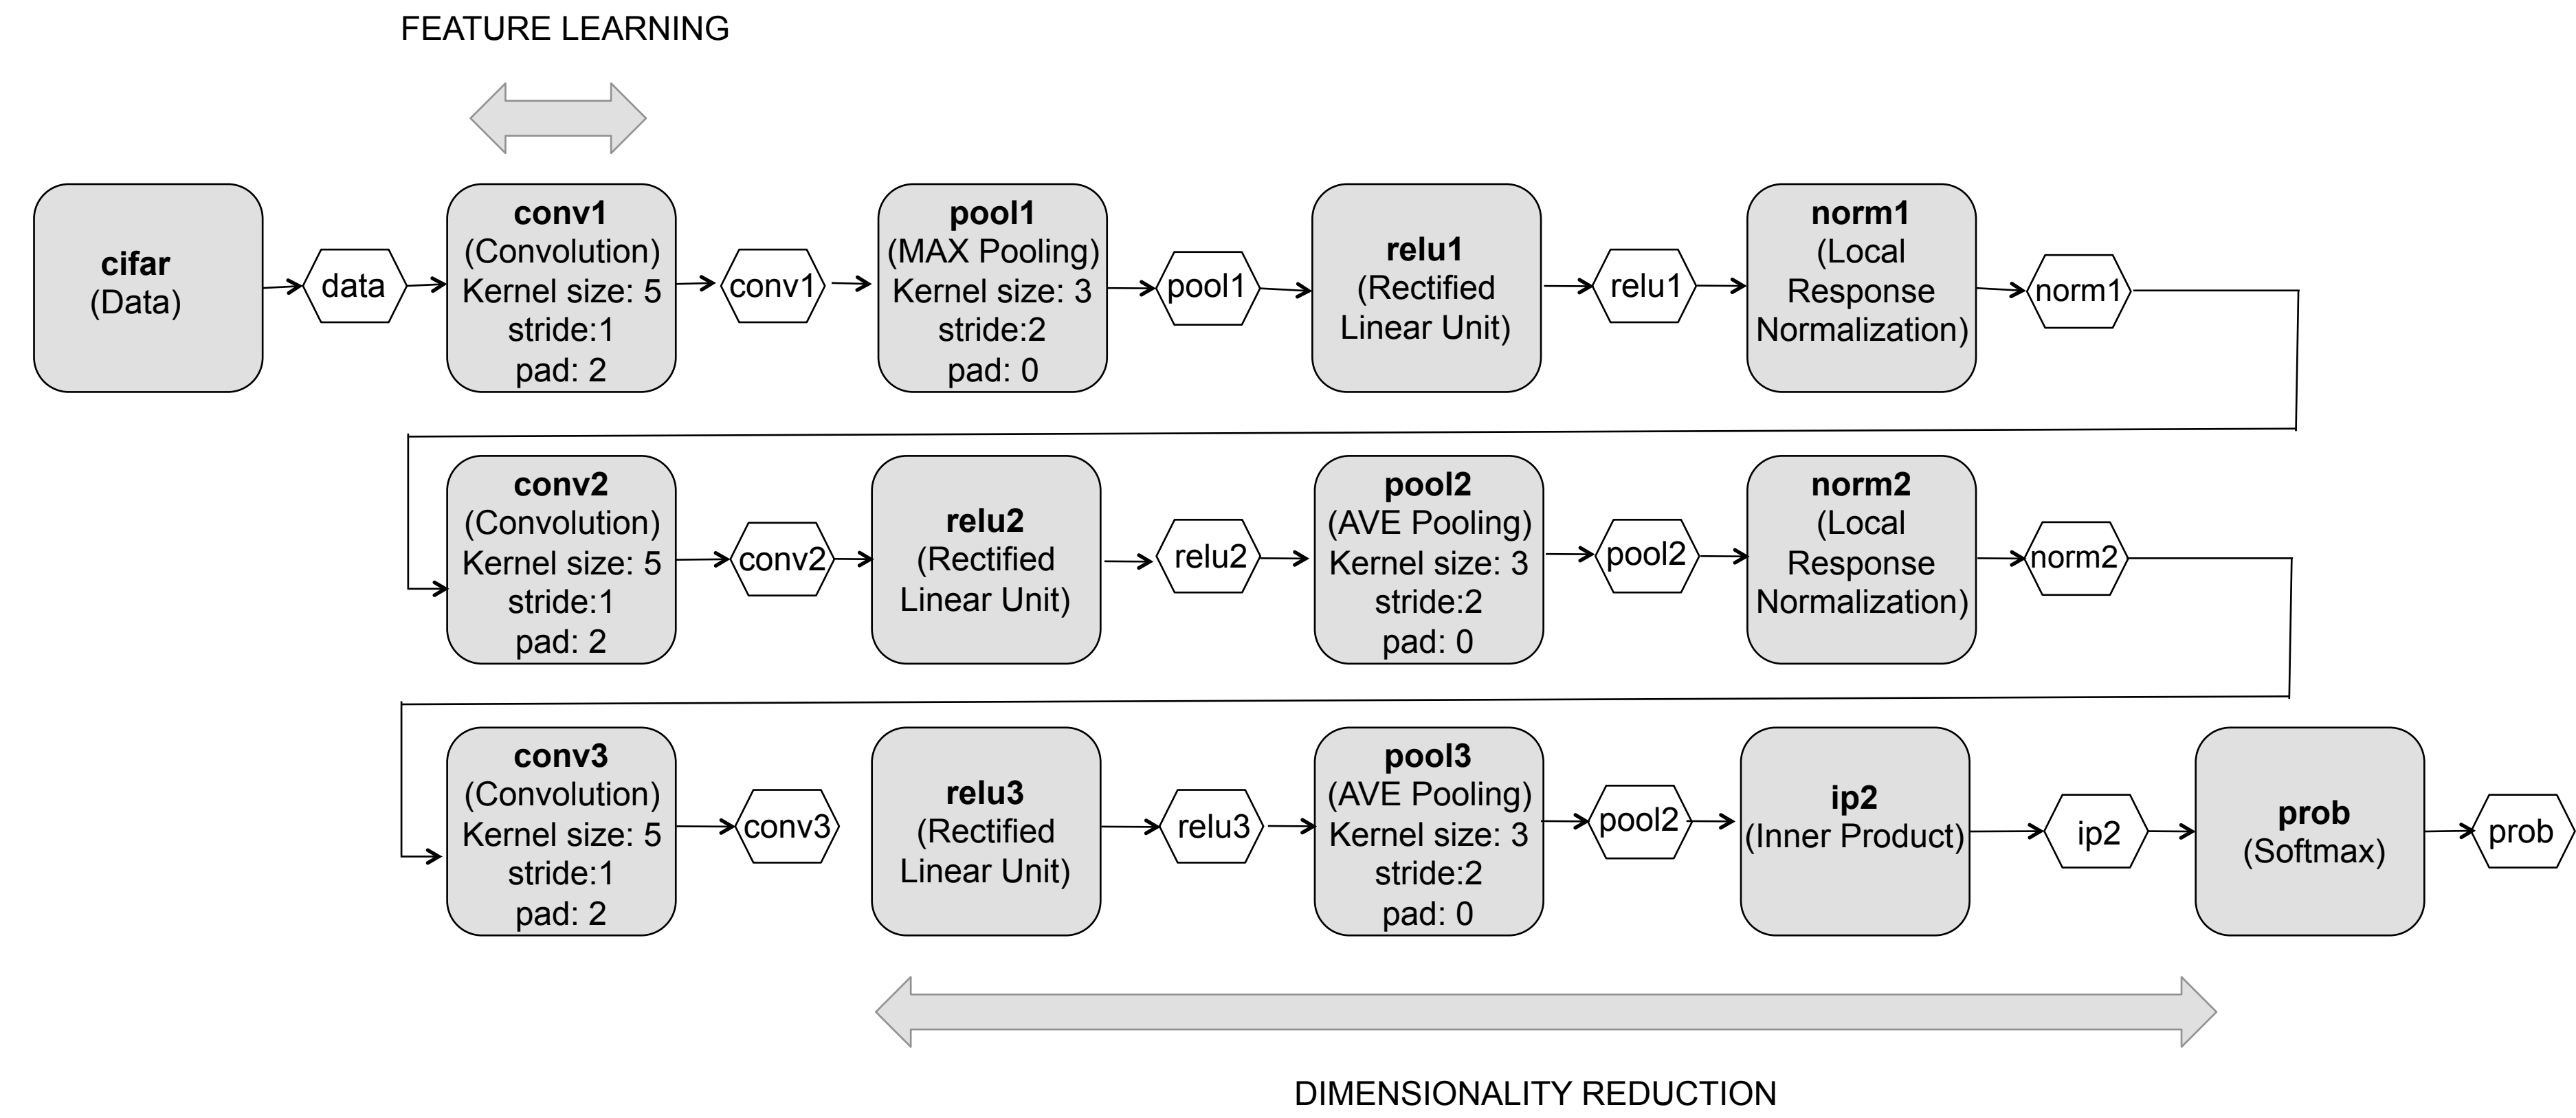 FEATURE LEARNING
cifar
(Data)
data
conv1
(Convolution)
Kernel size: 5
stride:1
pad: 2
conv1
pool1
(MAX Pooling)
Kernel size: 3
stride:2
pad: 0
pool1
relu1
(Rectified
Linear Unit)
relu1
norm1
(Local
Response
Normalization)
norm1
conv2
(Convolution)
Kernel size: 5
stride:1
pad: 2
conv2
relu2
(Rectified
Linear Unit)
relu2
pool2
(AVE Pooling)
Kernel size: 3
stride:2
pad: 0
pool2
norm2
(Local
Response
Normalization)
norm2
conv3
(Convolution)
Kernel size: 5
stride:1
pad: 2
conv3
relu3
(Rectified
Linear Unit)
relu3
pool3
(AVE Pooling)
Kernel size: 3
stride:2
pad: 0
pool2
ip2
(Inner Product)
ip2
prob
(Softmax)
prob
DIMENSIONALITY REDUCTION